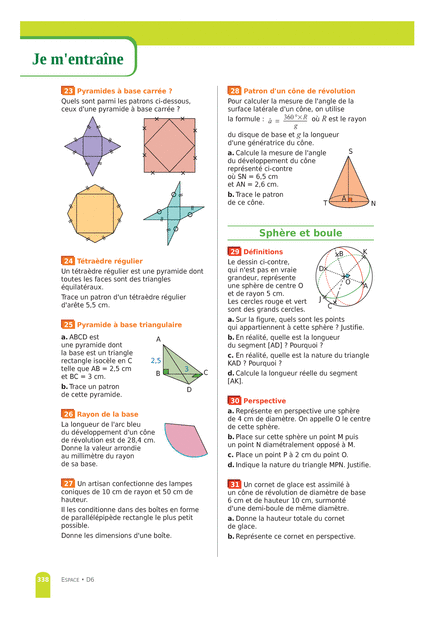 Je m'entraîne
23 Pyramides à base carrée ?
Quels sont parmi les patrons ci-dessous,
ceux d'une pyramide à base carrée ?
24 Tétraèdre régulier
Un tétraèdre régulier est une pyramide dont
toutes les faces sont des triangles
équilatéraux.
Trace un patron d'un tétraèdre régulier
d'arête 5,5 cm.
25 Pyramide à base triangulaire
a. ABCD est
une pyramide dont
la base est un triangle
rectangle isocèle en C
telle que AB = 2,5 cm
et BC = 3 cm.
b. Trace un patron
de cette pyramide.
A
2,5
B
3
C
D
26 Rayon de la base
La longueur de l'arc bleu
du développement d'un cône
de révolution est de 28,4 cm.
Donne la valeur arrondie
au millimètre du rayon
de sa base.
27 Un artisan confectionne des lampes
coniques de 10 cm de rayon et 50 cm de
hauteur.
Il les conditionne dans des boîtes en forme
de parallélépipède rectangle le plus petit
possible.
Donne les dimensions d'une boîte.
28 Patron d'un cône de révolution
Pour calculer la mesure de l'angle de la
surface latérale d'un cône, on utilise
la formule : â = 360°×R / g où R est le rayon
du disque de base et g la longueur
d'une génératrice du cône.
a. Calcule la mesure de l'angle
du développement du cône
représenté ci-contre
où SN = 6,5 cm
et AN = 2,6 cm.
b. Trace le patron
de ce cône.
S
A
T
N
Sphère et boule
29 Définitions
Le dessin ci-contre,
qui n'est pas en vraie
grandeur, représente
une sphère de centre O
et de rayon 5 cm.
Les cercles rouge et vert
sont des grands cercles.
B
K
D
O
A
J
C
a. Sur la figure, quels sont les points
qui appartiennent à cette sphère ? Justifie.
b. En réalité, quelle est la longueur
du segment [AD] ? Pourquoi ?
c. En réalité, quelle est la nature du triangle
KAD ? Pourquoi ?
d. Calcule la longueur réelle du segment
[AK].
30 Perspective
a. Représente en perspective une sphère
de 4 cm de diamètre. On appelle O le centre
de cette sphère.
b. Place sur cette sphère un point M puis
un point N diamétralement opposé à M.
c. Place un point P à 2 cm du point O.
d. Indique la nature du triangle MPN. Justifie.
31 Un cornet de glace est assimilé à
un cône de révolution de diamètre de base
6 cm et de hauteur 10 cm, surmonté
d'une demi-boule de même diamètre.
a. Donne la hauteur totale du cornet
de glace.
b. Représente ce cornet en perspective.
338 ESPACE • D6